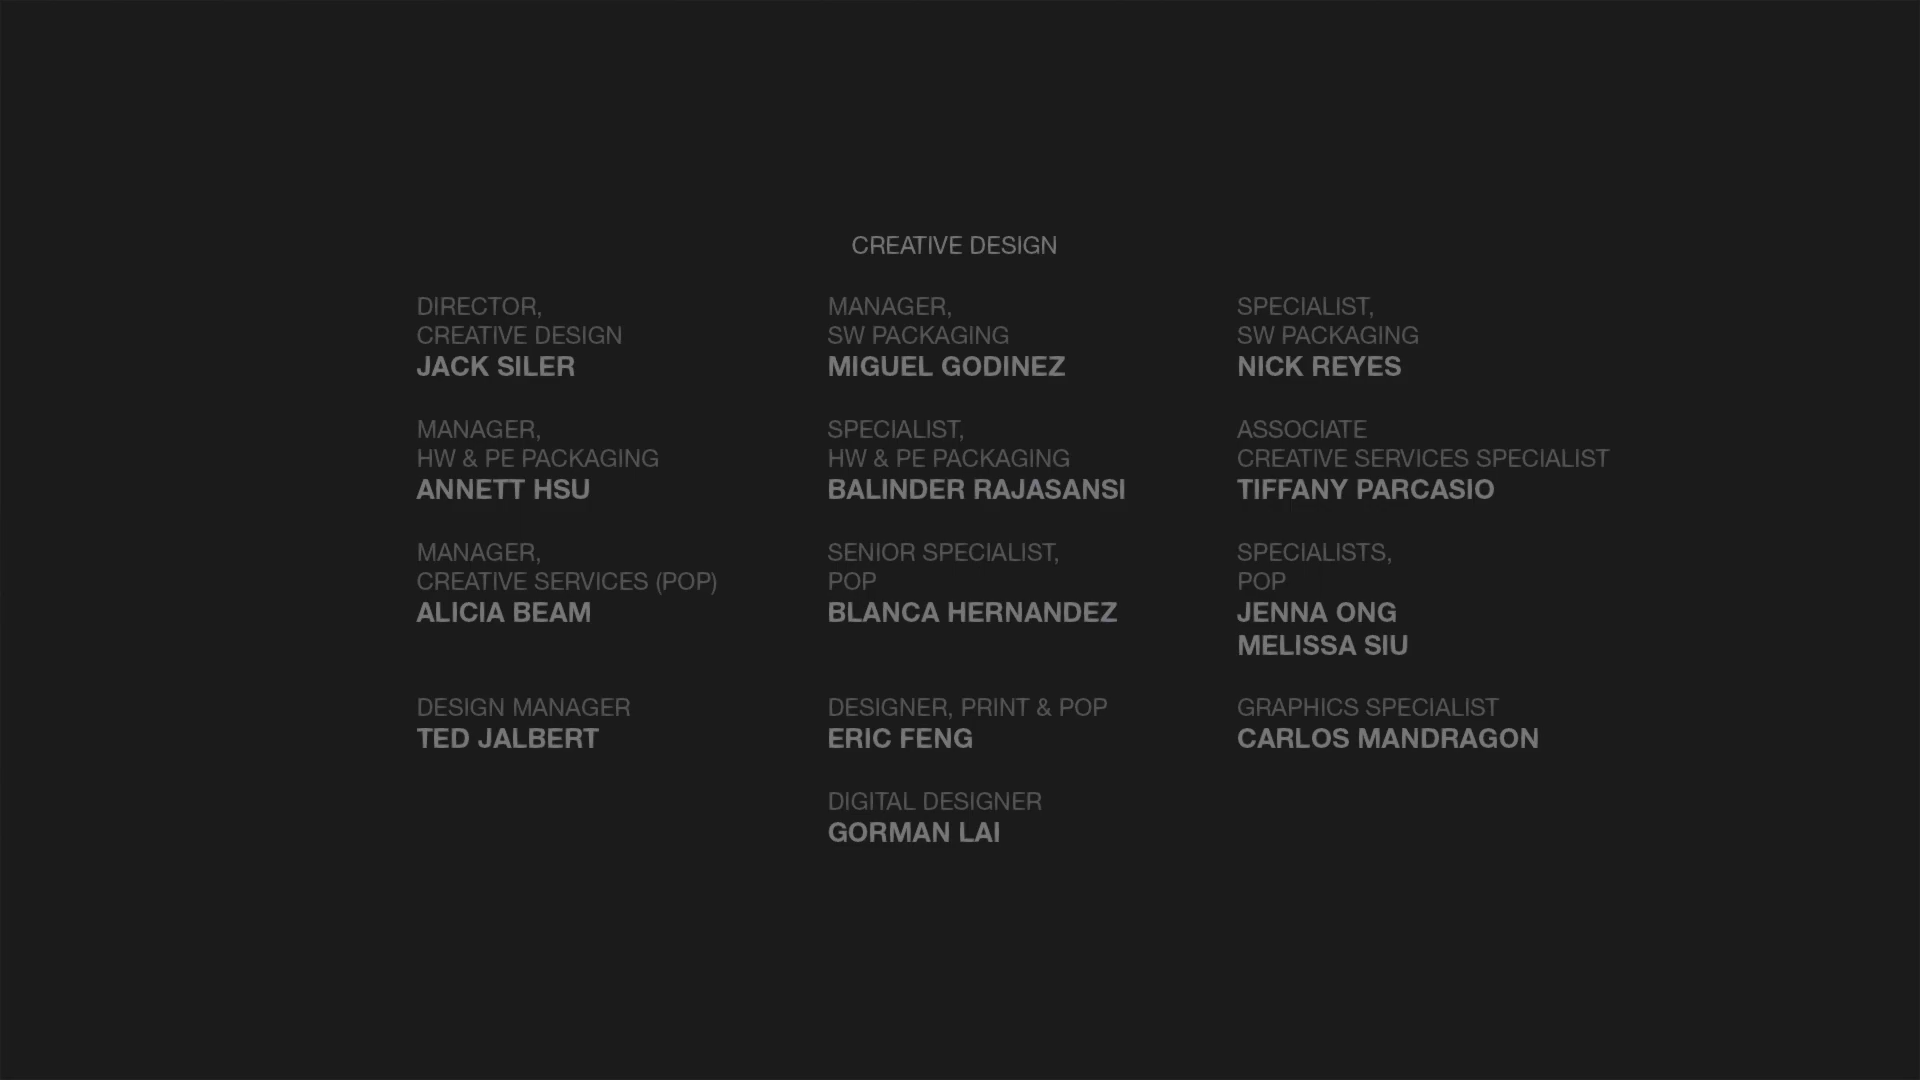 CREATIVE DESIGN
DIRECTOR,
CREATIVE DESIGN
JACK SILER
MANAGER,
SW PACKAGING
MIGUEL GODINEZ
SPECIALIST,
SW PACKAGING
NICK REYES
MANAGER,
HW & PE PACKAGING
ANNETT HSU
SPECIALIST,
HW & PE PACKAGING
BALINDER RAJASANSI
ASSOCIATE
CREATIVE SERVICES SPECIALIST
TIFFANY PARCASIO
MANAGER,
CREATIVE SERVICES (POP)
ALICIA BEAM
SENIOR SPECIALIST,
POP
BLANCA HERNANDEZ
SPECIALISTS,
POP
JENNA ONG
MELISSA SIU
DESIGN MANAGER
TED JALBERT
DESIGNER, PRINT & POP
ERIC FENG
GRAPHICS SPECIALIST
CARLOS MANDRAGON
DIGITAL DESIGNER
GORMAN LAI